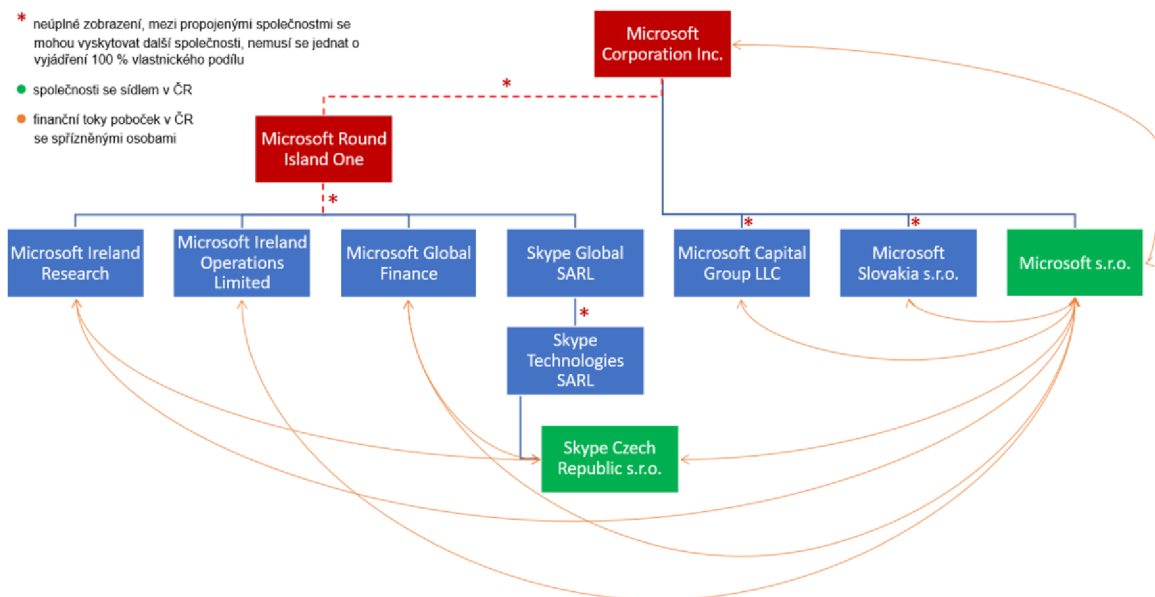 * neúplné zobrazení, mezi propojenými společnostmi se
mohou vyskytovat další společnosti, nemusí se jednat o
vyjádření 100 % vlastnického podílu
společnosti se sídlem v ČR
finanční toky poboček v ČR
se spřízněnými osobami
Microsoft
Corporation Inc.
*
Microsoft Round
Island One
*
Microsoft Ireland
Research
Microsoft Ireland
Operations
Limited
Microsoft Global
Finance
Skype Global
SARL
*
Microsoft Capital
Group LLC
*
Microsoft
Slovakia s.r.o.
Microsoft s.r.o.
*
Skype
Technologies
SARL
Skype Czech
Republic s.r.o.